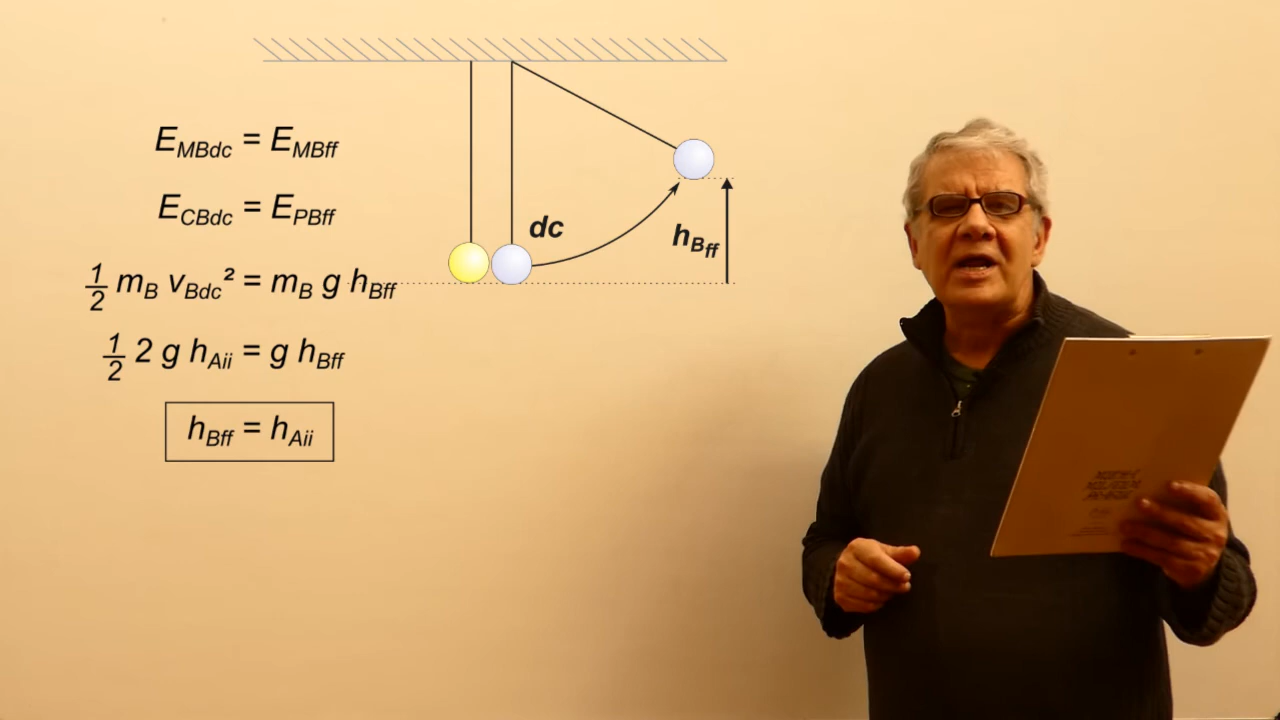 E_MBdc = E_MBff
E_CBdc = E_PBff
½ m_B v_Bdc² = m_B g h_Bff
½ 2 g h_Aii = g h_Bff
h_Bff = h_Aii
dc
h_Bff